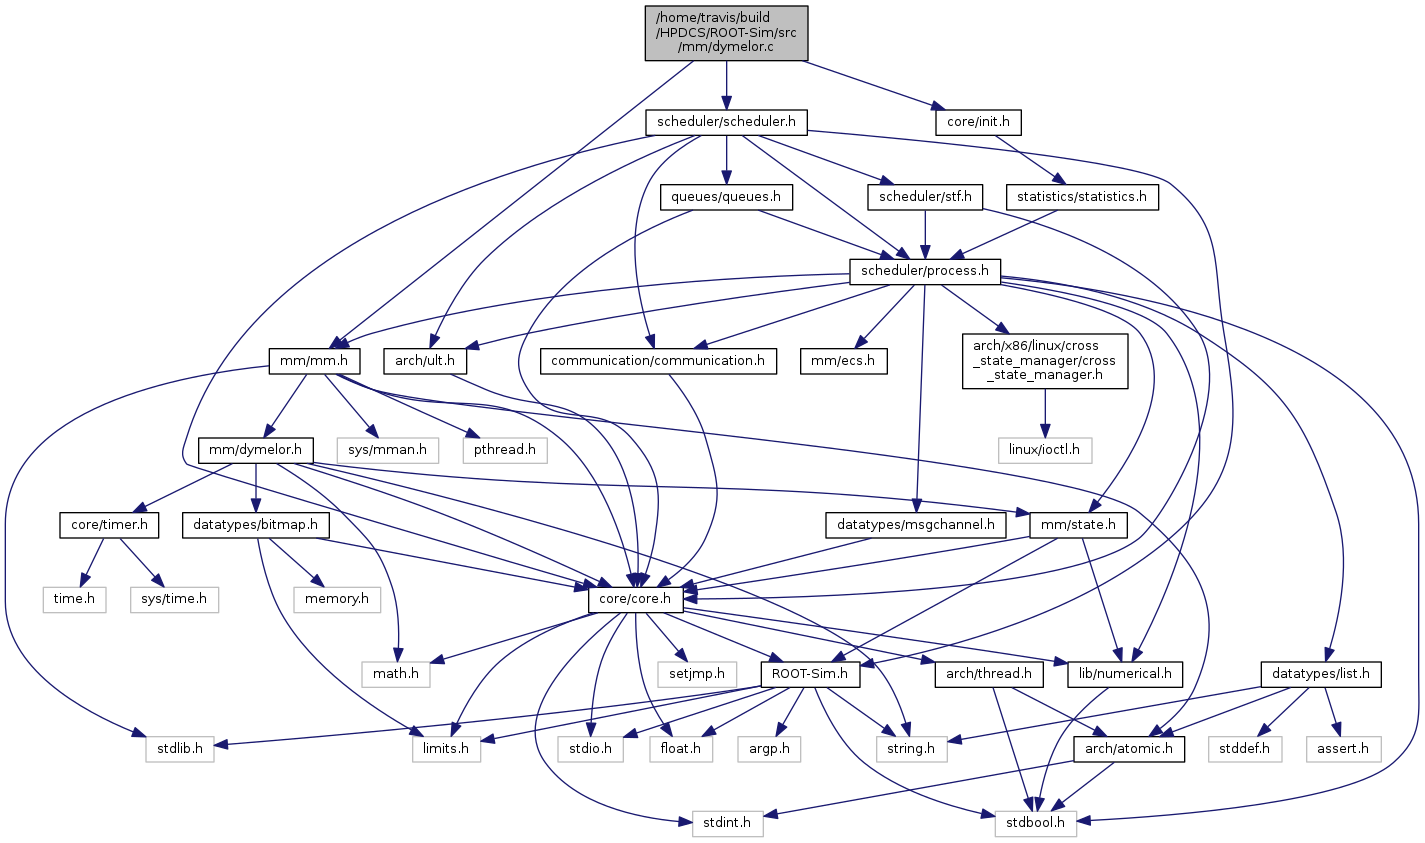 /home/travis/build
/HPDCS/ROOT-Sim/src
/mm/dymelor.c
scheduler/scheduler.h
core/init.h
queues/queues.h
scheduler/stf.h
statistics/statistics.h
scheduler/process.h
mm/mm.h
arch/ult.h
communication/communication.h
mm/ecs.h
arch/x86/linux/cross
_state_manager/cross
_state_manager.h
mm/dymelor.h
sys/mman.h
pthread.h
linux/ioctl.h
core/timer.h
datatypes/bitmap.h
datatypes/msgchannel.h
mm/state.h
time.h
sys/time.h
memory.h
core/core.h
math.h
setjmp.h
ROOT-Sim.h
arch/thread.h
lib/numerical.h
datatypes/list.h
stdlib.h
limits.h
stdio.h
float.h
argp.h
string.h
arch/atomic.h
stddef.h
assert.h
stdint.h
stdbool.h